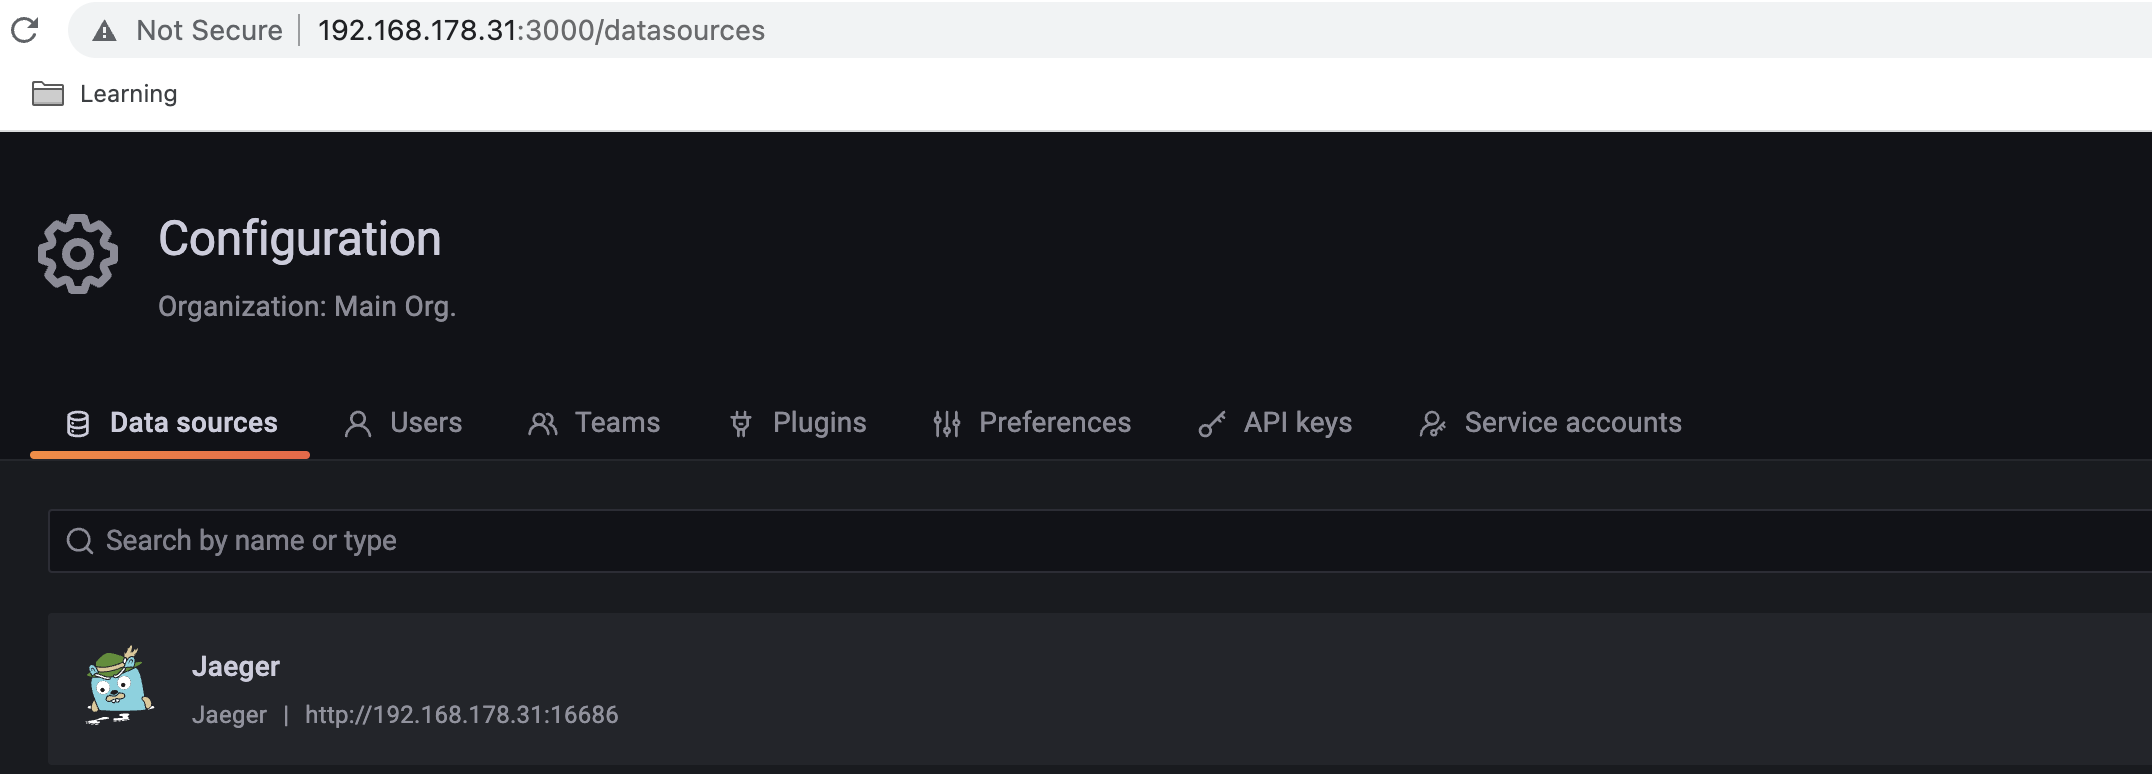 Not Secure | 192.168.178.31:3000/datasources
Learning
Configuration
Organization: Main Org.
Data sources Users Teams Plugins Preferences API keys Service accounts
Search by name or type
Jaeger
Jaeger | http://192.168.178.31:16686